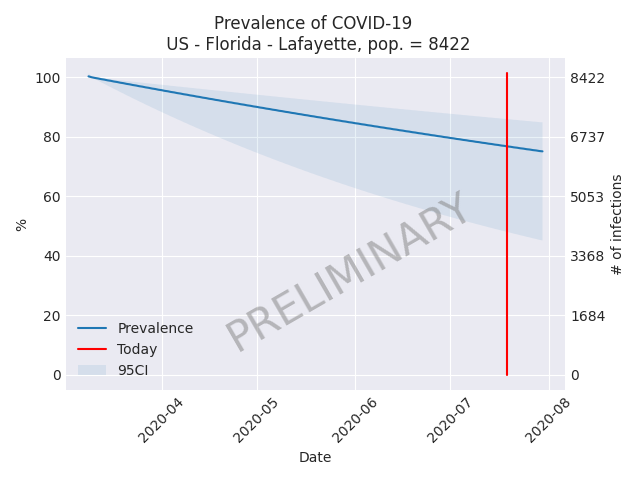 Prevalence of COVID-19
US - Florida - Lafayette, pop. = 8422
100
80
60
40
20
0
%
8422
6737
5053
3368
1684
0
# of infections
PRELIMINARY
Prevalence
Today
95CI
2020-04
2020-05
2020-06
2020-07
2020-08
Date